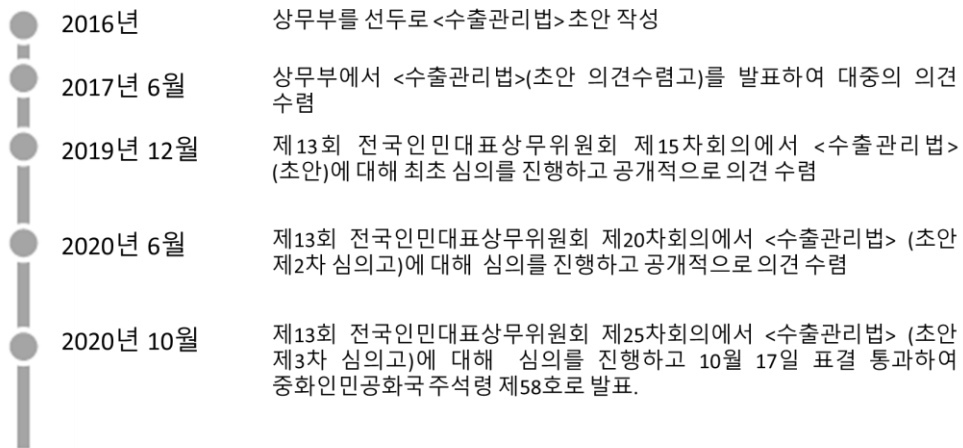 2016년 상무부를 선두로 <수출관리법> 초안 작성
2017년 6월 상무부에서 <수출관리법>(초안 의견수렴고)를 발표하여 대중의 의견
수렴
2019년 12월 제13회 전국인민대표상무위원회 제15차회의에서 <수출관리법>
(초안)에 대해 최초 심의를 진행하고 공개적으로 의견 수렴
2020년 6월 제13회 전국인민대표상무위원회 제20차회의에서 <수출관리법> (초안
제2차 심의고)에 대해 심의를 진행하고 공개적으로 의견 수렴
2020년 10월 제13회 전국인민대표상무위원회 제25차회의에서 <수출관리법> (초안
제3차 심의고)에 대해 심의를 진행하고 10월 17일 표결 통과하여
중화인민공화국 주석령 제58호로 발표.